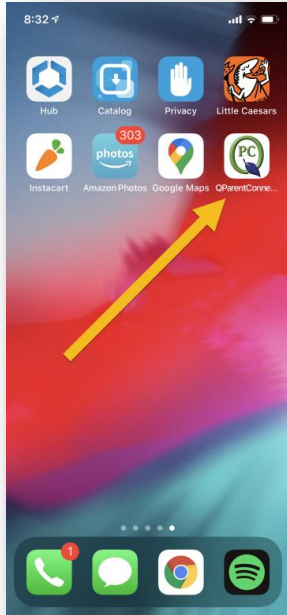 8:32
Hub Catalog Privacy Little Caesars
303
photos
PC
Instacart Amazon Photos Google Maps QParentConne...
1